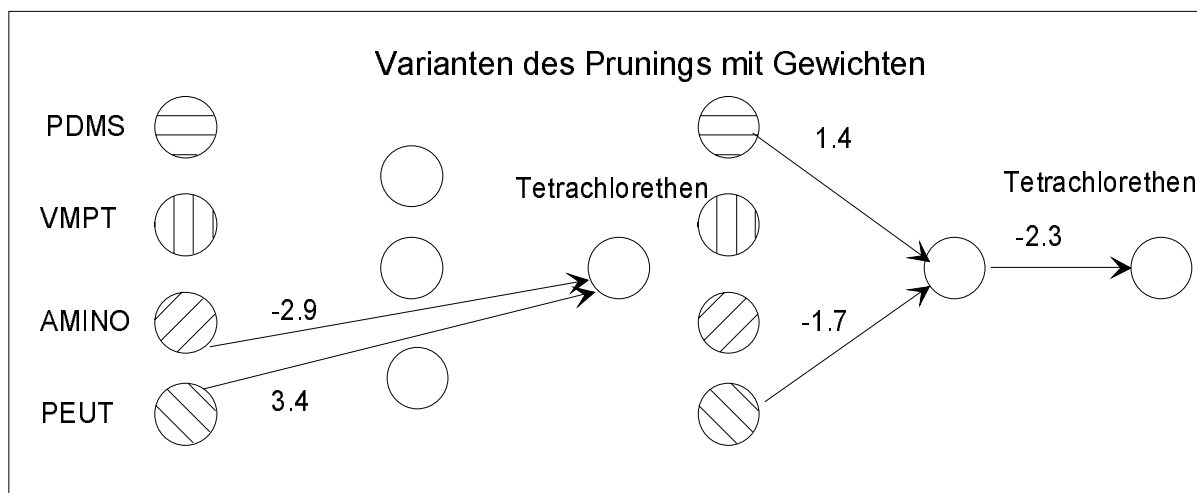 Varianten des Prunings mit Gewichten
PDMS
1.4
Tetrachlorethen
Tetrachlorethen
VMPT
-2.3
AMINO
-2.9
-1.7
PEUT
3.4